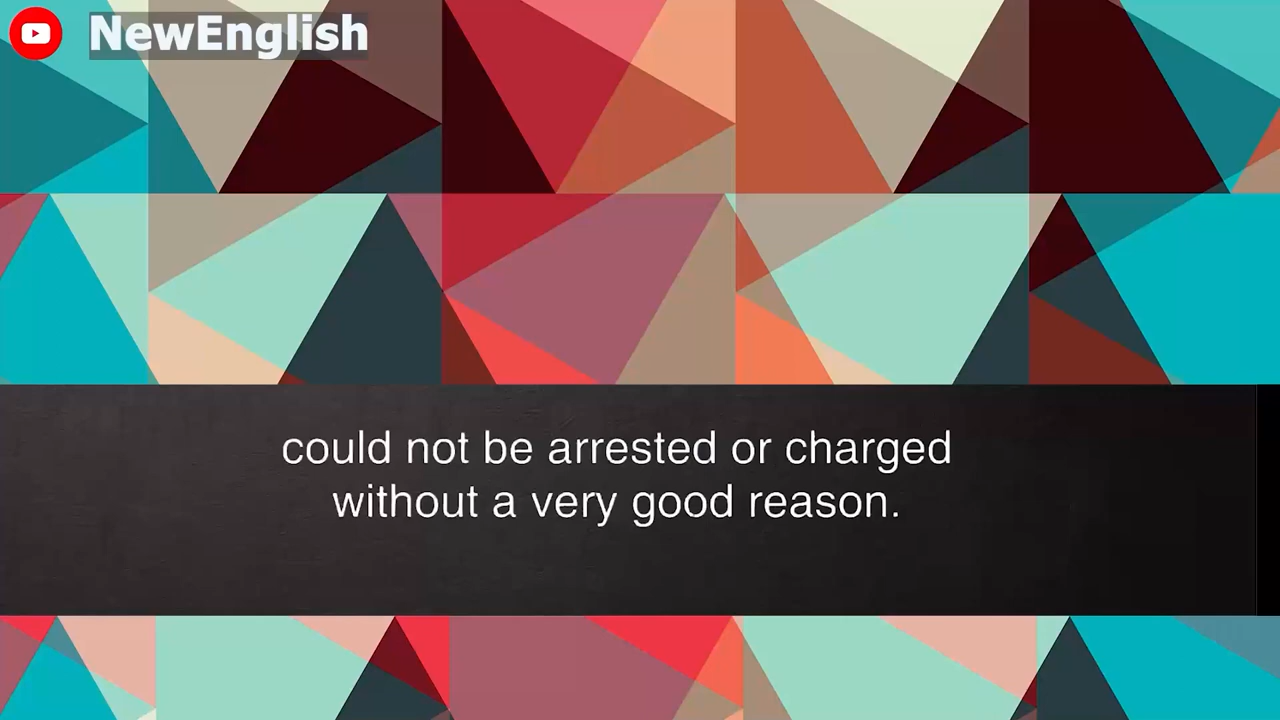 NewEnglish
could not be arrested or charged
without a very good reason.